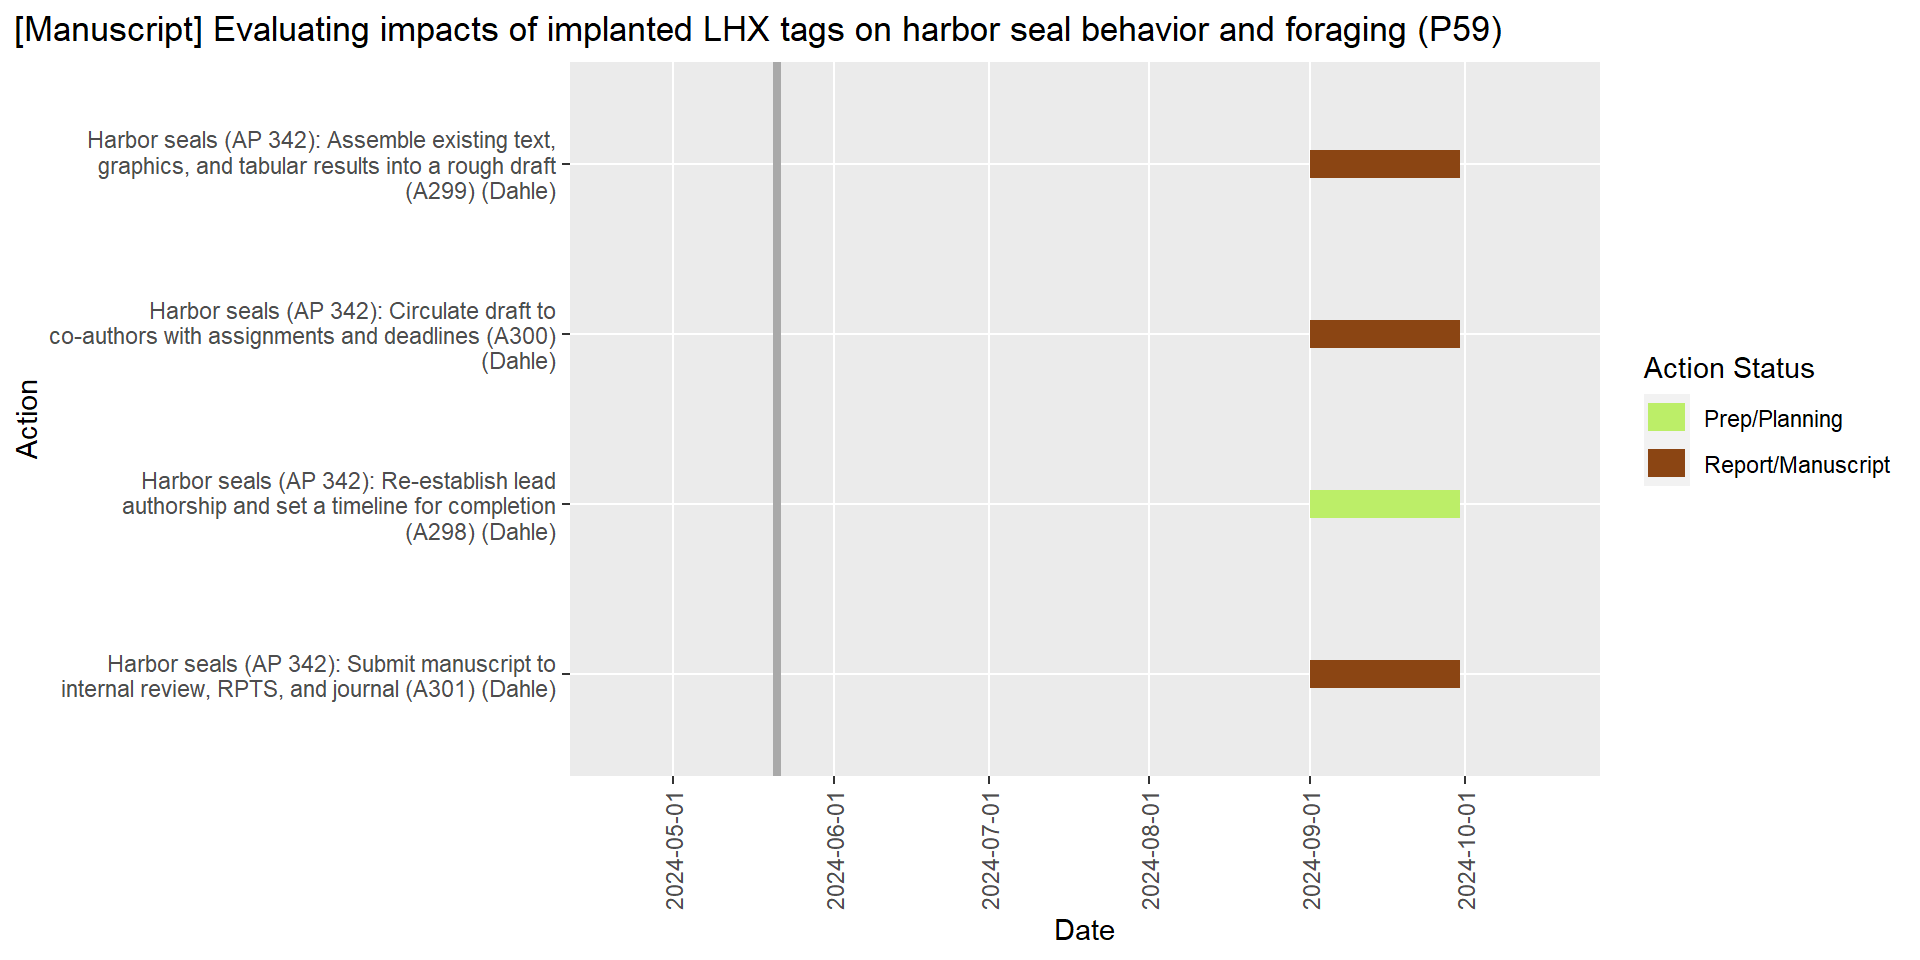 [Manuscript] Evaluating impacts of implanted LHX tags on harbor seal behavior and foraging (P59)
Action
Harbor seals (AP 342): Assemble existing text,
graphics, and tabular results into a rough draft
(A299) (Dahle)
Harbor seals (AP 342): Circulate draft to
co-authors with assignments and deadlines (A300)
(Dahle)
Harbor seals (AP 342): Re-establish lead
authorship and set a timeline for completion
(A298) (Dahle)
Harbor seals (AP 342): Submit manuscript to
internal review, RPTS, and journal (A301) (Dahle)
2024-05-01
2024-06-01
2024-07-01
2024-08-01
2024-09-01
2024-10-01
Date
Action Status
Prep/Planning
Report/Manuscript